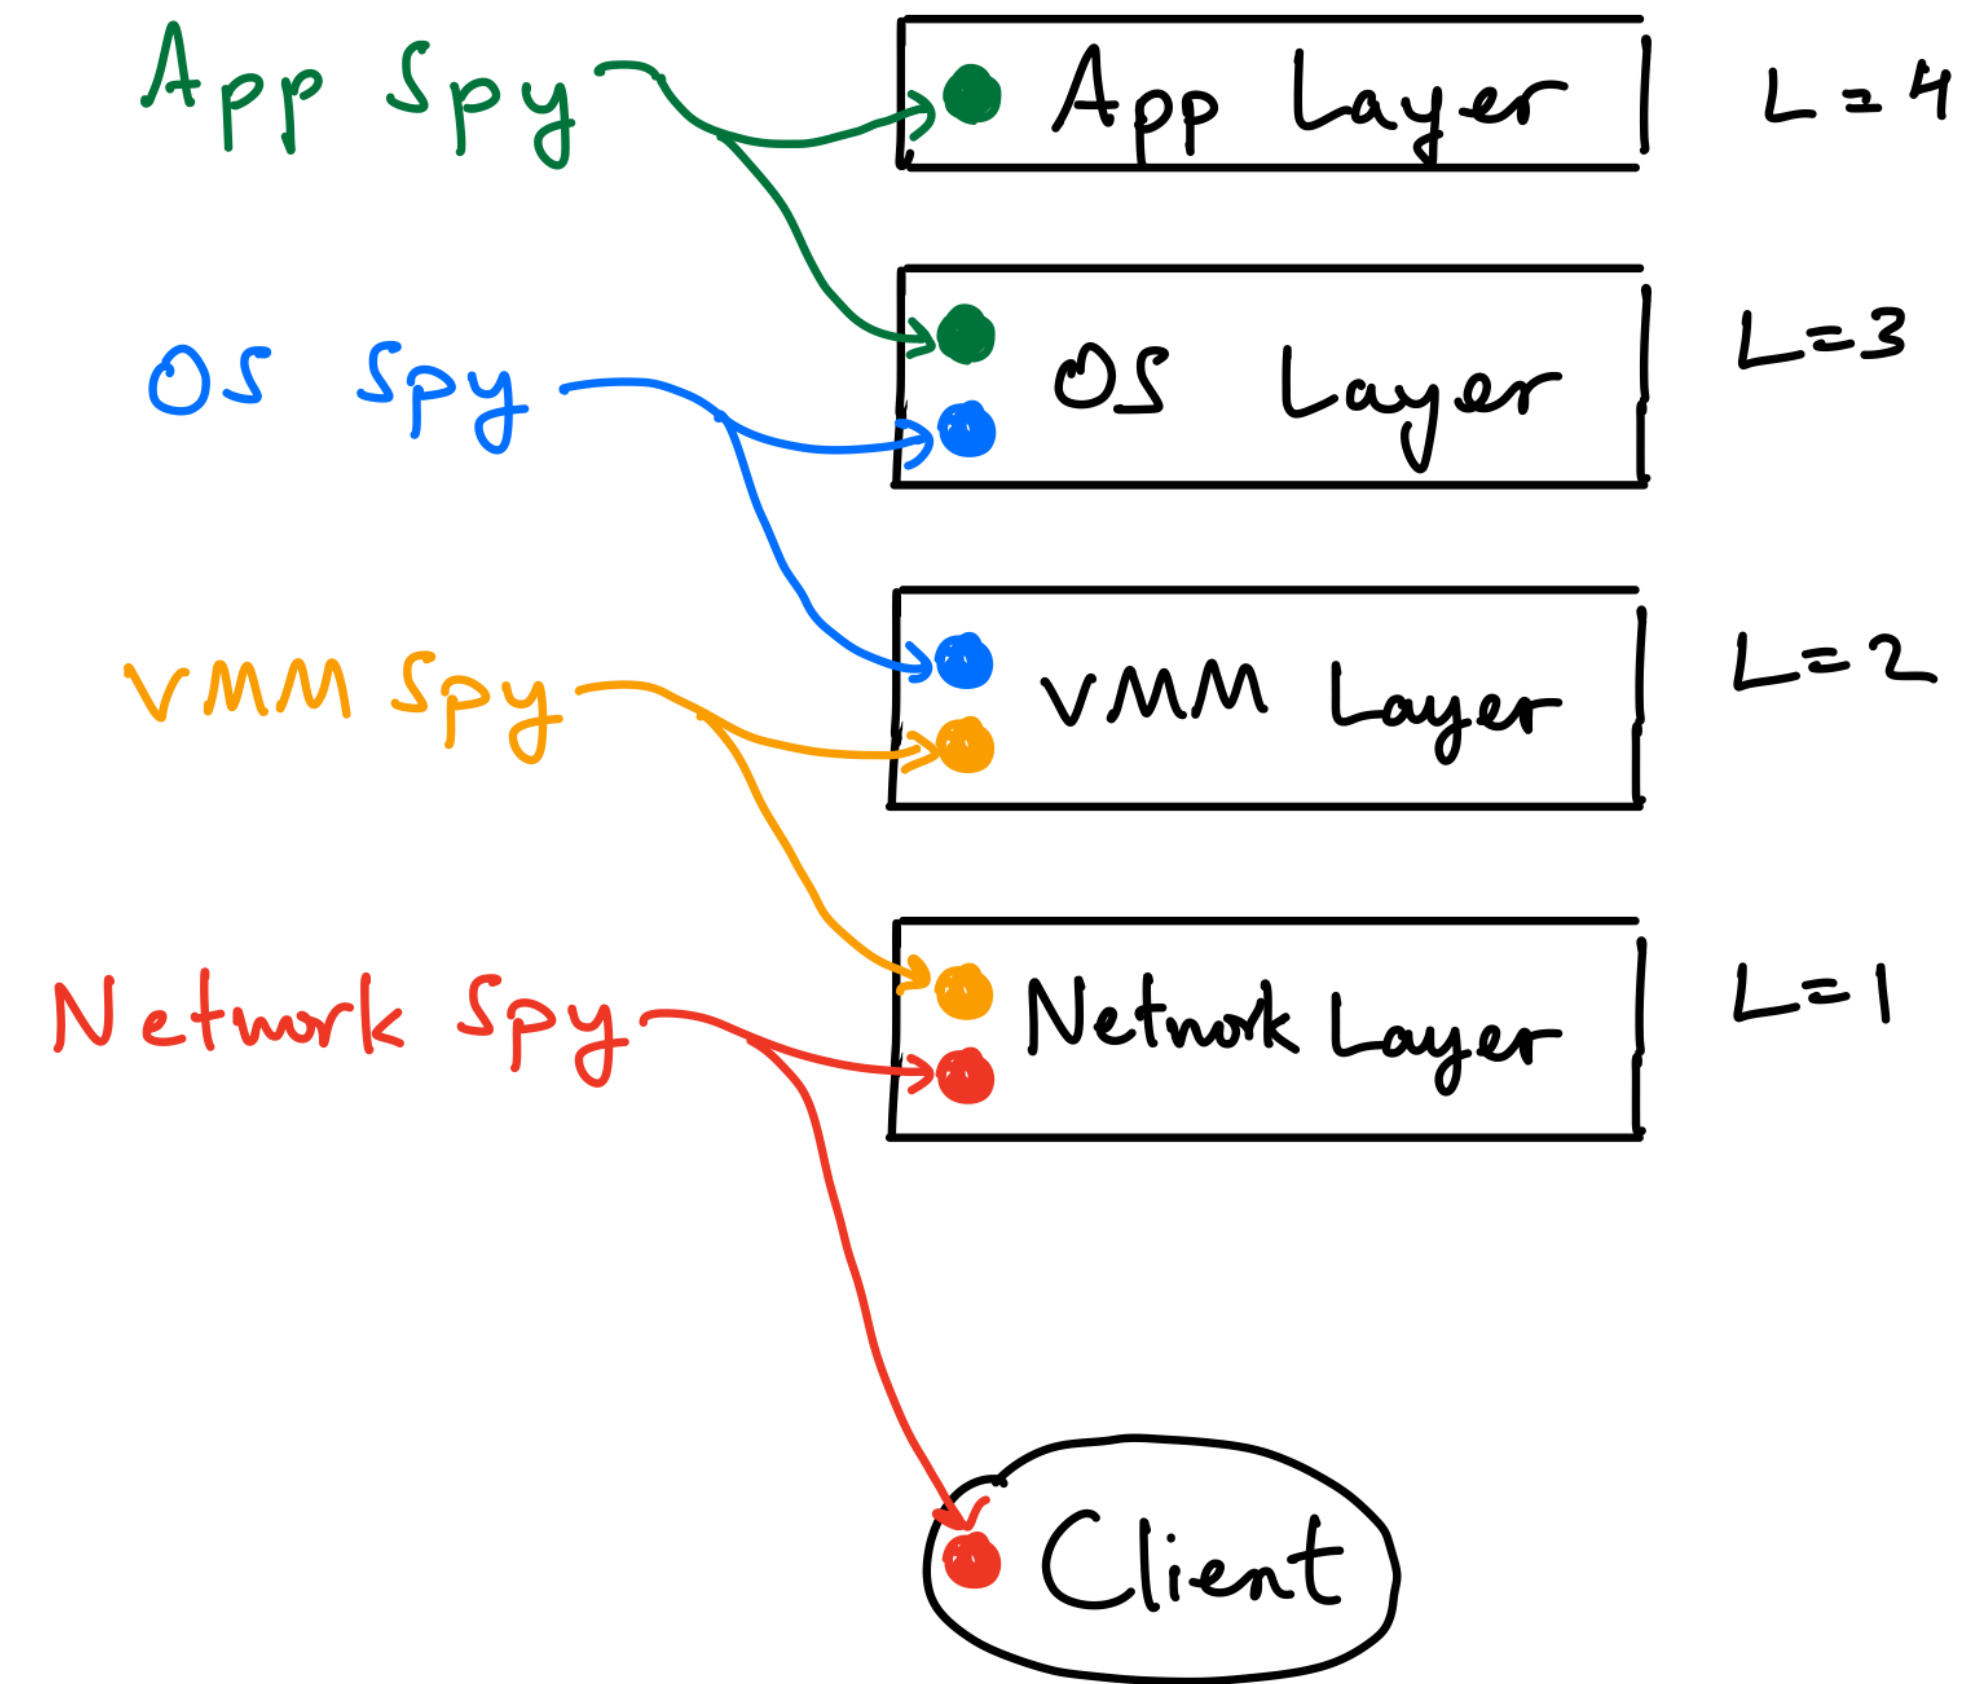 App Spy App Layer L=4
OS Spy OS Layer L=3
VMM Spy VMM Layer L=2
Network Spy Network Layer L=1
Client